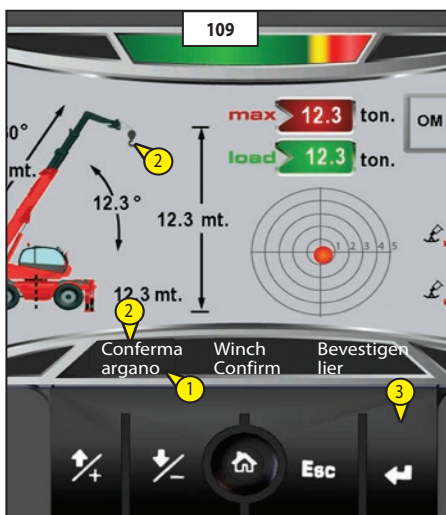 109
max 12.3 ton.
OM
load 12.3 ton.
0°
mt.
2
12.3°
12.3 mt.
1 2 3 4 5
12.3 mt.
2
Conferma Winch Bevestigen
argano Confirm lier
1
3
+ - Esc